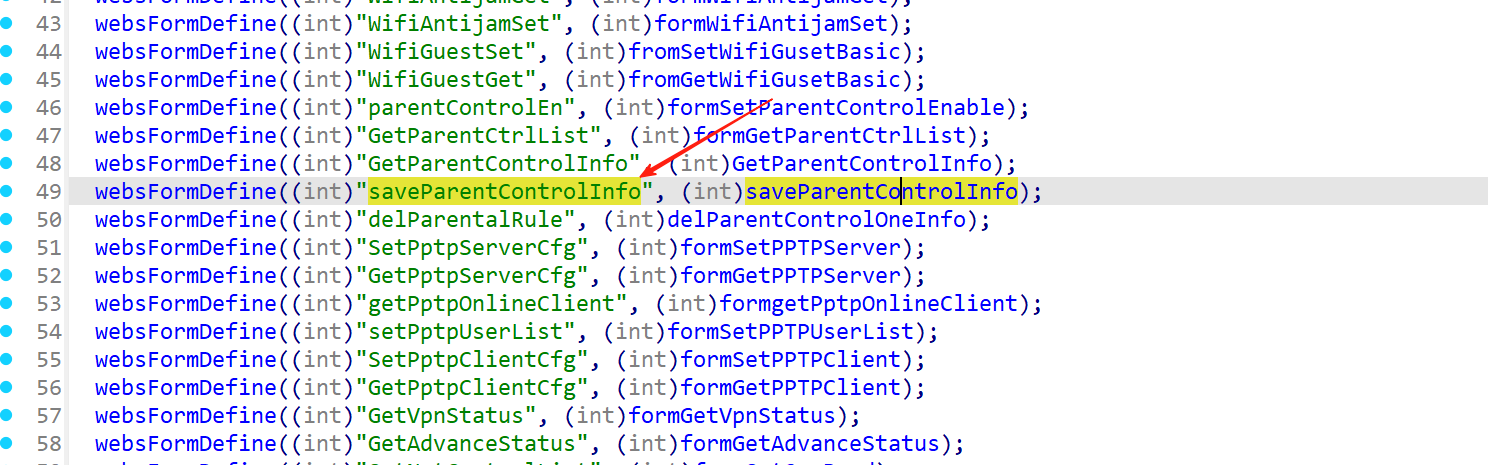 42 websFormDefine((int)"WifiAntijamGet", (int)formWifiAntijamGet);
43 websFormDefine((int)"WifiAntijamSet", (int)formWifiAntijamSet);
44 websFormDefine((int)"WifiGuestSet", (int)fromSetWifiGusetBasic);
45 websFormDefine((int)"WifiGuestGet", (int)fromGetWifiGusetBasic);
46 websFormDefine((int)"parentControlEn", (int)formSetParentControlEnable);
47 websFormDefine((int)"GetParentCtrlList", (int)formGetParentCtrlList);
48 websFormDefine((int)"GetParentControlInfo", (int)GetParentControlInfo);
49 websFormDefine((int)"saveParentControlInfo", (int)saveParentControlInfo);
50 websFormDefine((int)"delParentalRule", (int)delParentControlOneInfo);
51 websFormDefine((int)"SetPptpServerCfg", (int)formSetPPTPServer);
52 websFormDefine((int)"GetPptpServerCfg", (int)formGetPPTPServer);
53 websFormDefine((int)"getPptpOnlineClient", (int)formgetPptpOnlineClient);
54 websFormDefine((int)"setPptpUserList", (int)formSetPPTPUserList);
55 websFormDefine((int)"SetPptpClientCfg", (int)formSetPPTPClient);
56 websFormDefine((int)"GetPptpClientCfg", (int)formGetPPTPClient);
57 websFormDefine((int)"GetVpnStatus", (int)formGetVpnStatus);
58 websFormDefine((int)"GetAdvanceStatus", (int)formGetAdvanceStatus);